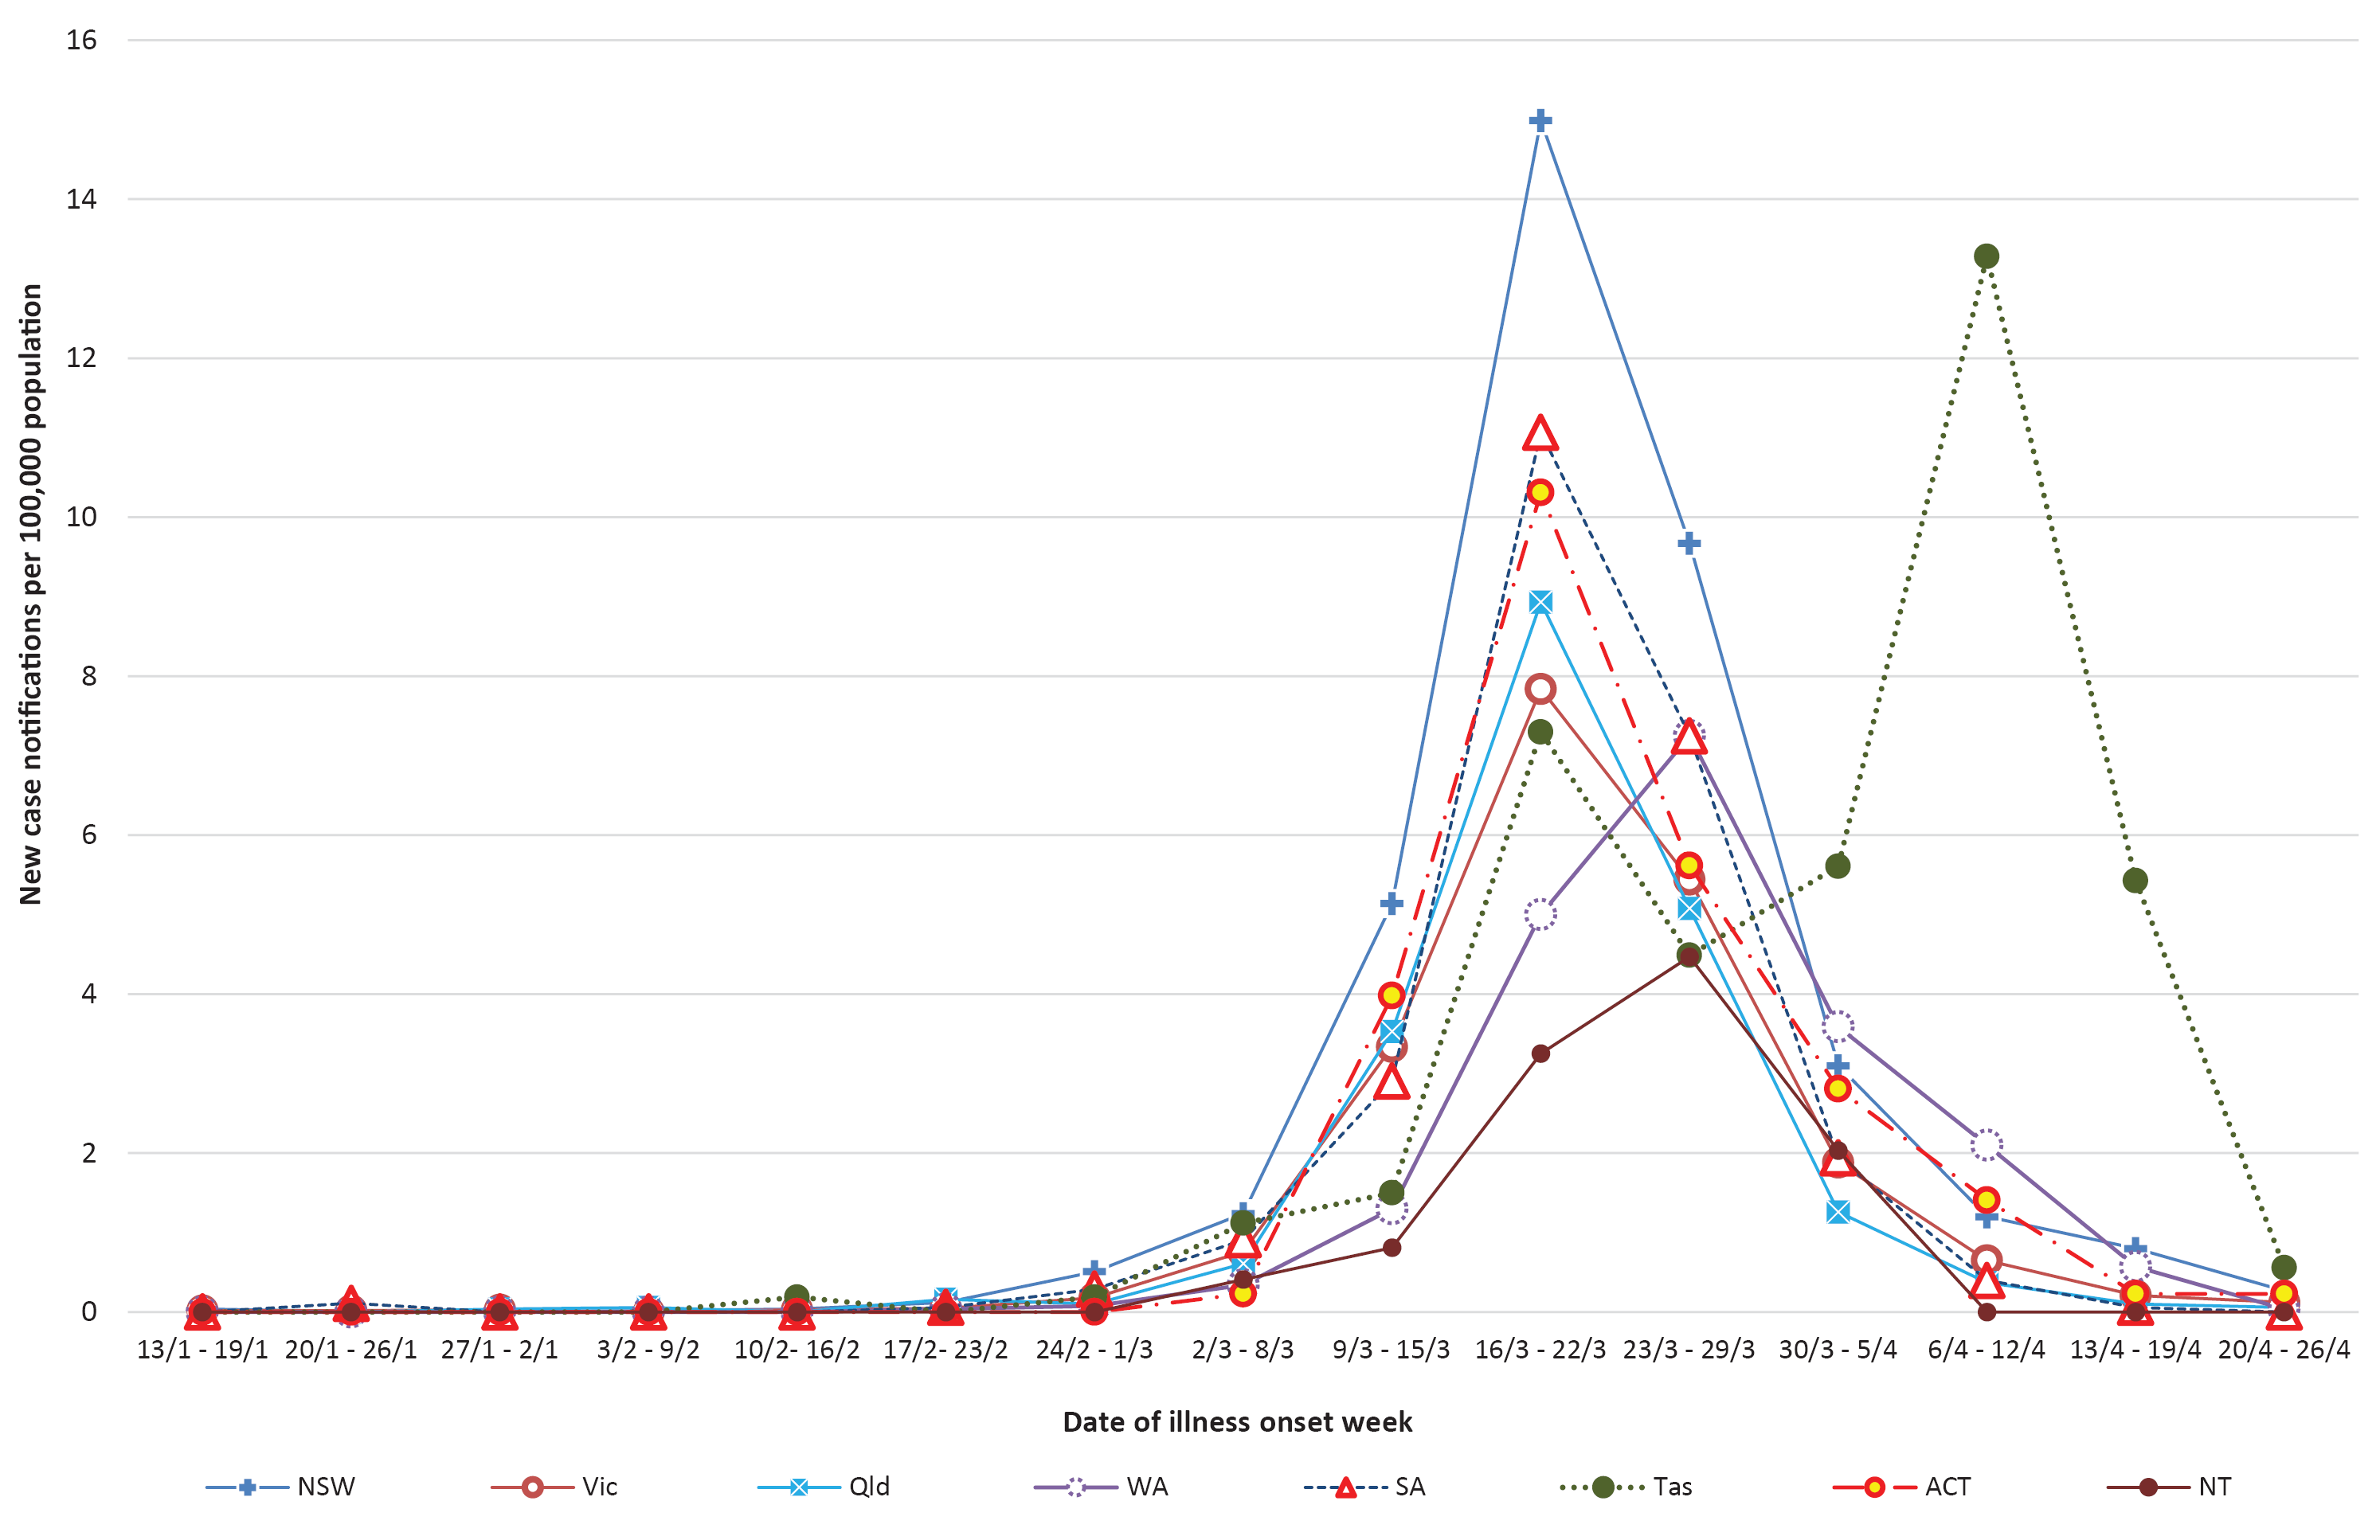 16
14
12
10
8
6
4
2
0
New case notifications per 100,000 population
13/1 - 19/1 20/1 - 26/1 27/1 - 2/1 3/2 - 9/2 10/2- 16/2 17/2- 23/2 24/2 - 1/3 2/3 - 8/3 9/3 - 15/3 16/3 - 22/3 23/3 - 29/3 30/3 - 5/4 6/4 - 12/4 13/4 - 19/4 20/4 - 26/4
Date of illness onset week
NSW Vic Qld WA SA Tas ACT NT